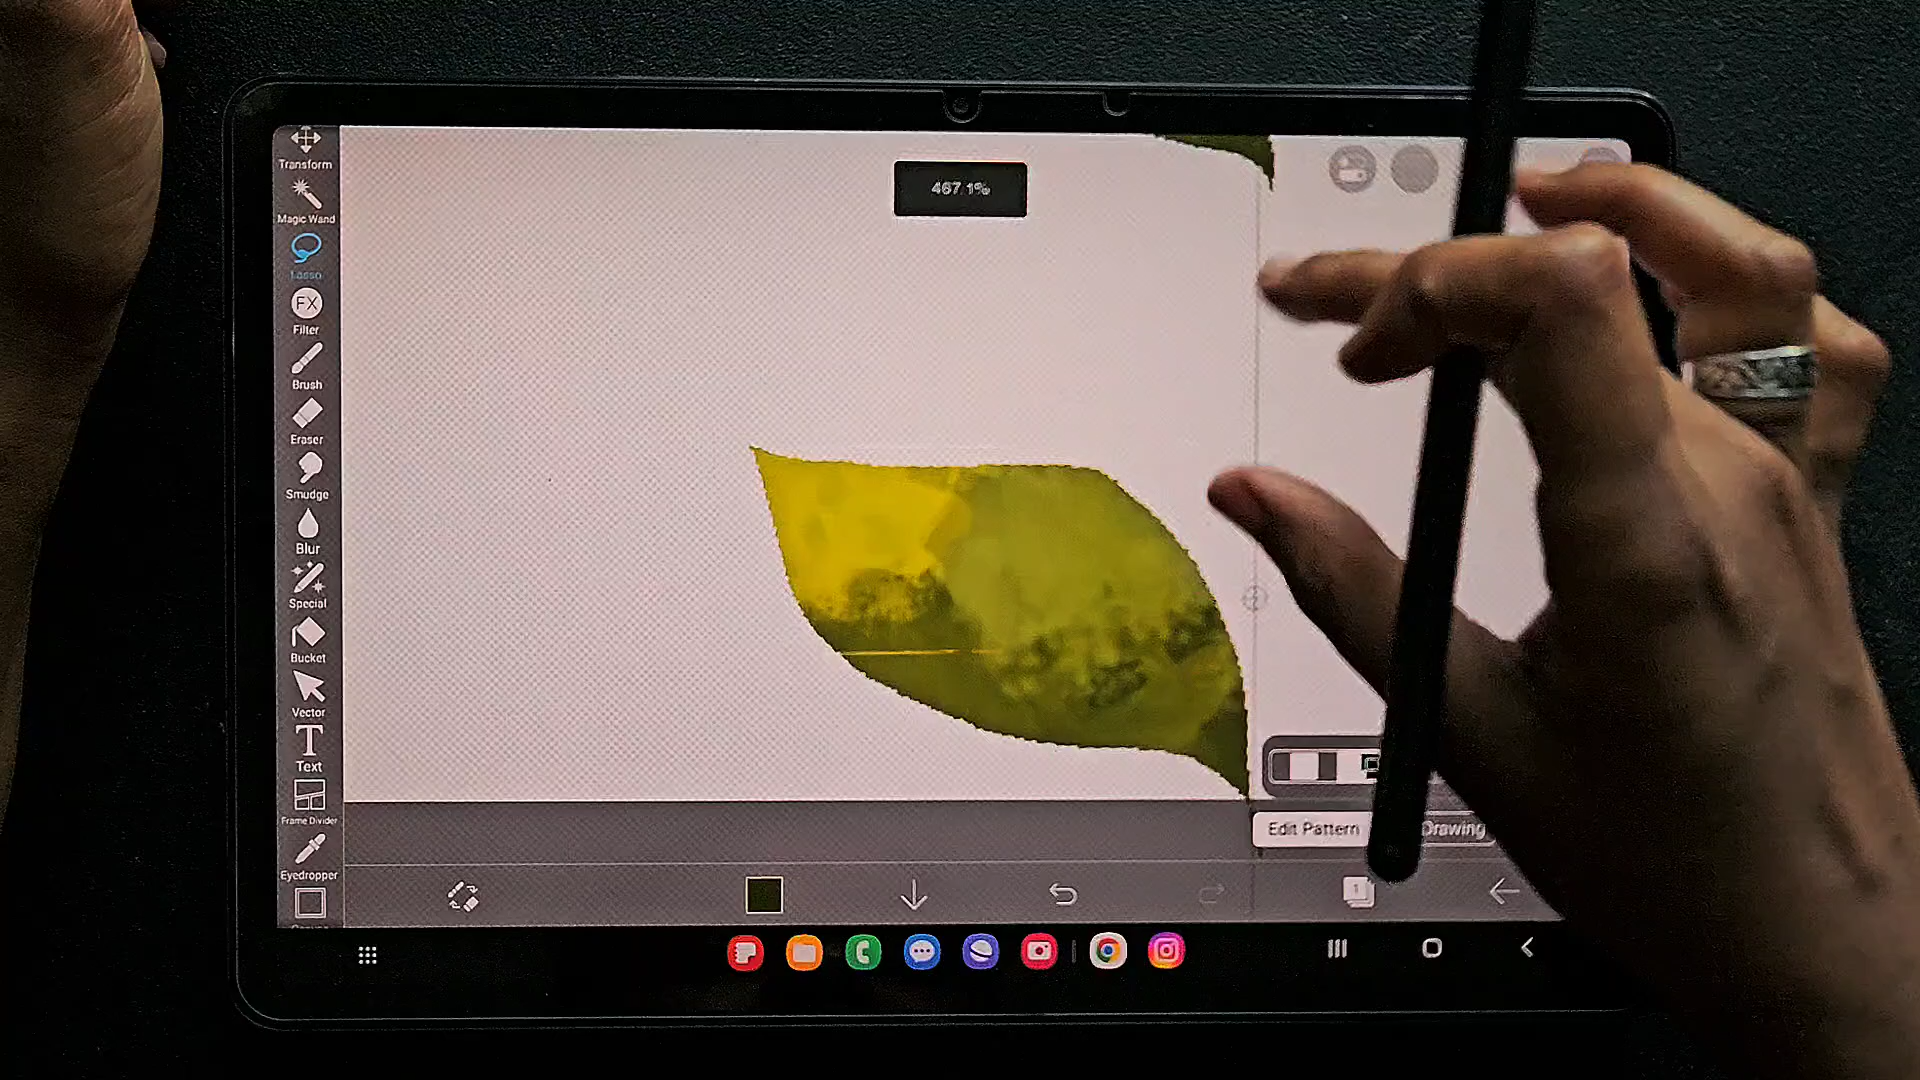 Transform
467.1%
Magic Wand
Lasso
FX
Filter
Brush
Eraser
Smudge
Blur
Special
Bucket
Vector
T
Text
Frame Divider
Edit Pattern
Drawing
Eyedropper
1